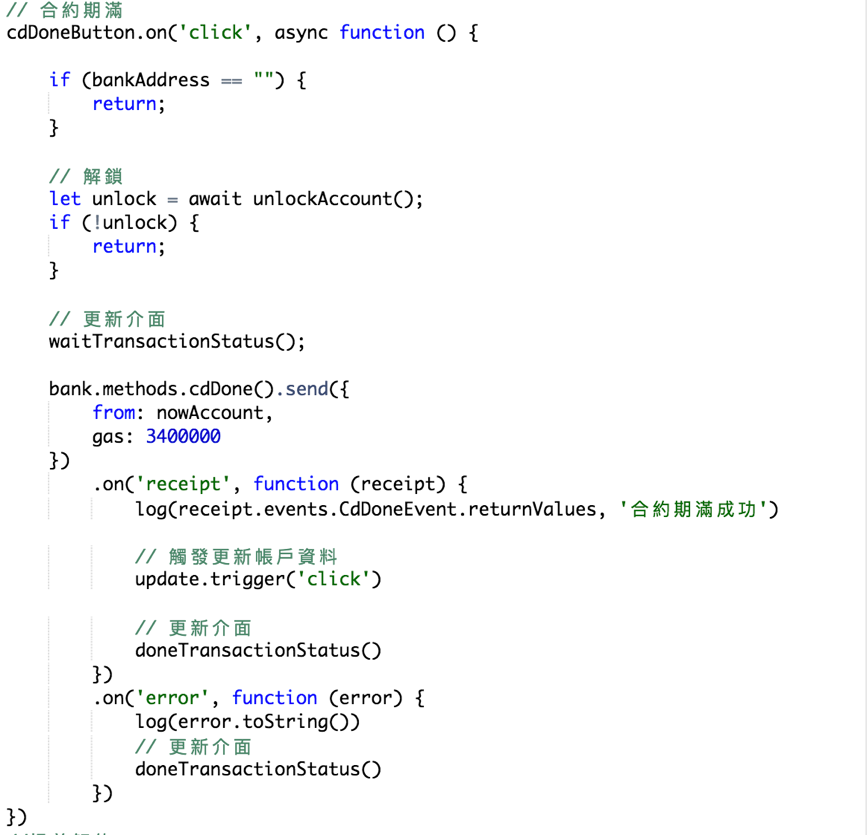 // 合約期滿
cdDoneButton.on('click', async function () {
if (bankAddress == "") {
return;
}
// 解鎖
let unlock = await unlockAccount();
if (!unlock) {
return;
}
// 更新介面
waitTransactionStatus();
bank.methods.cdDone().send({
from: nowAccount,
gas: 3400000
})
.on('receipt', function (receipt) {
log(receipt.events.CdDoneEvent.returnValues, '合約期滿成功')
// 觸發更新帳戶資料
update.trigger('click')
// 更新介面
doneTransactionStatus()
})
.on('error', function (error) {
log(error.toString())
// 更新介面
doneTransactionStatus()
})
})